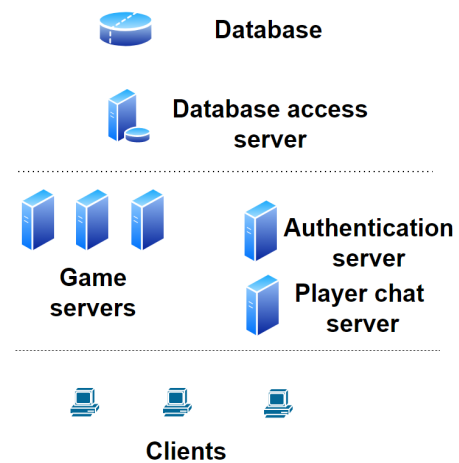 Database
Database access
server
Game
servers
Authentication
server
Player chat
server
Clients